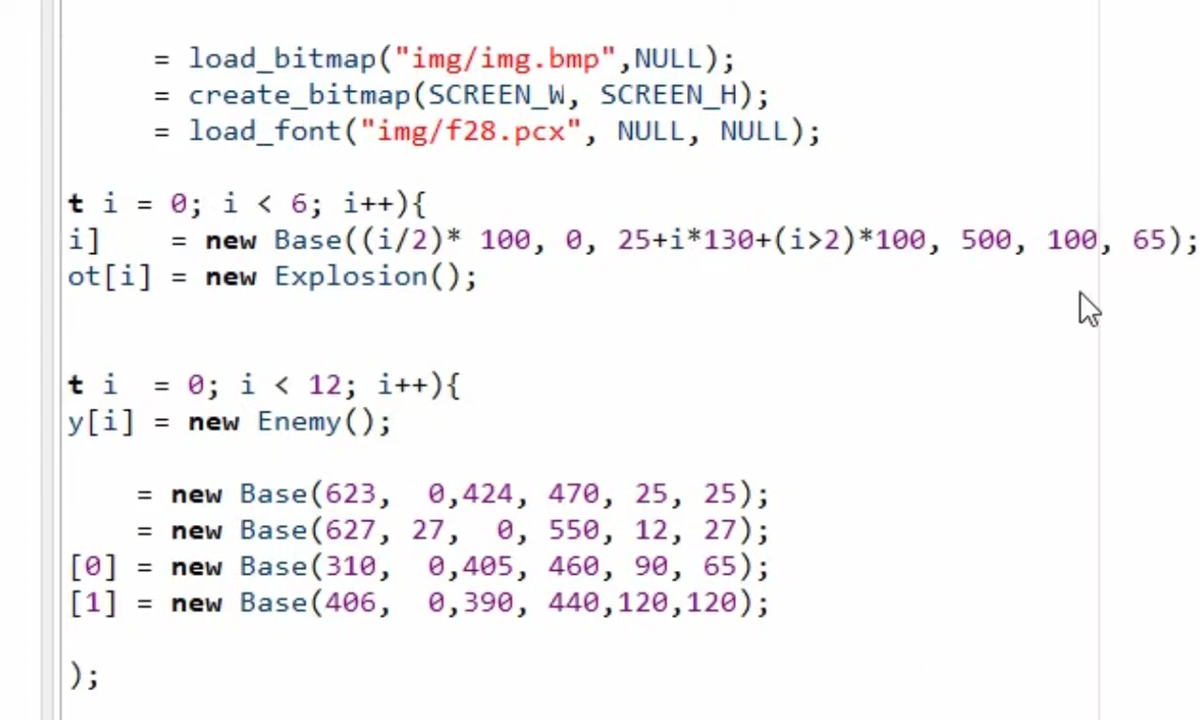 = load_bitmap("img/img.bmp",NULL);
= create_bitmap(SCREEN_W, SCREEN_H);
= load_font("img/f28.pcx", NULL, NULL);
t i = 0; i < 6; i++){
i]    = new Base((i/2)* 100, 0, 25+i*130+(i>2)*100, 500, 100, 65);
ot[i] = new Explosion();
t i  = 0; i < 12; i++){
y[i] = new Enemy();
= new Base(623,  0,424, 470, 25, 25);
= new Base(627, 27,  0, 550, 12, 27);
[0] = new Base(310,  0,405, 460, 90, 65);
[1] = new Base(406,  0,390, 440,120,120);
);